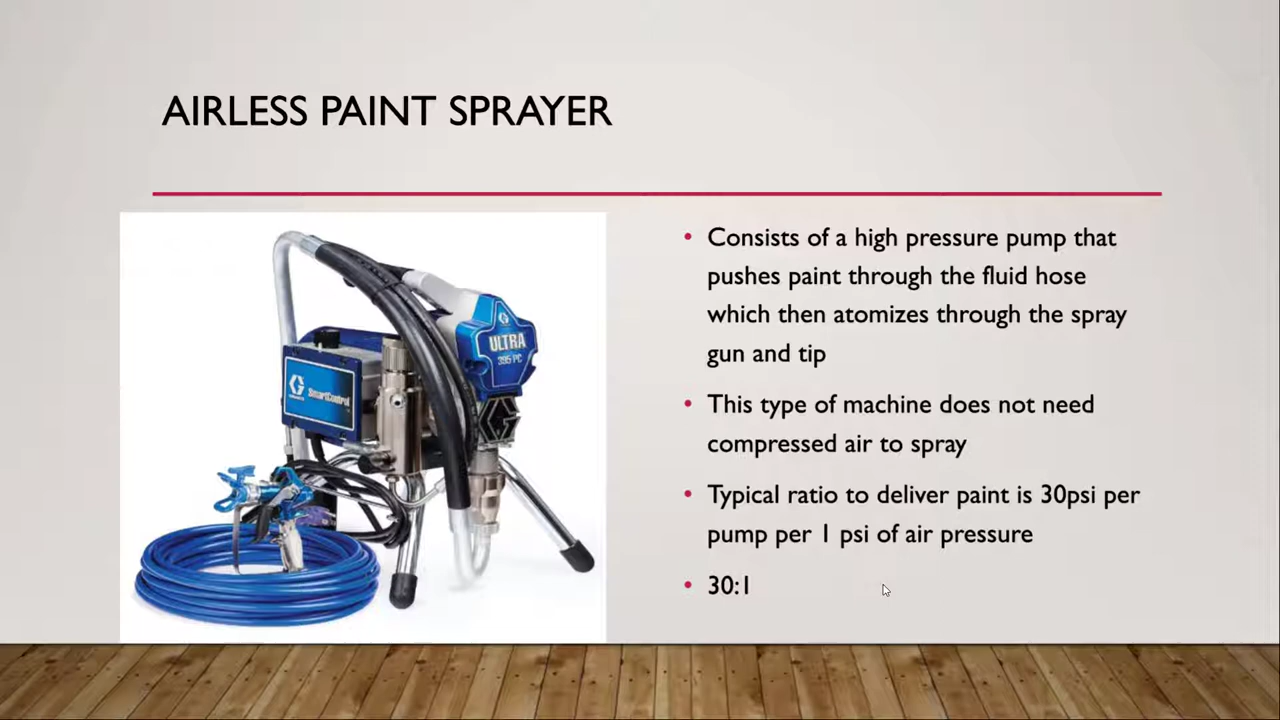 AIRLESS PAINT SPRAYER
Consists of a high pressure pump that
pushes paint through the fluid hose
which then atomizes through the spray
gun and tip
This type of machine does not need
compressed air to spray
Typical ratio to deliver paint is 30psi per
pump per 1 psi of air pressure
30:1
ULTRA
395 PC
SmartControl